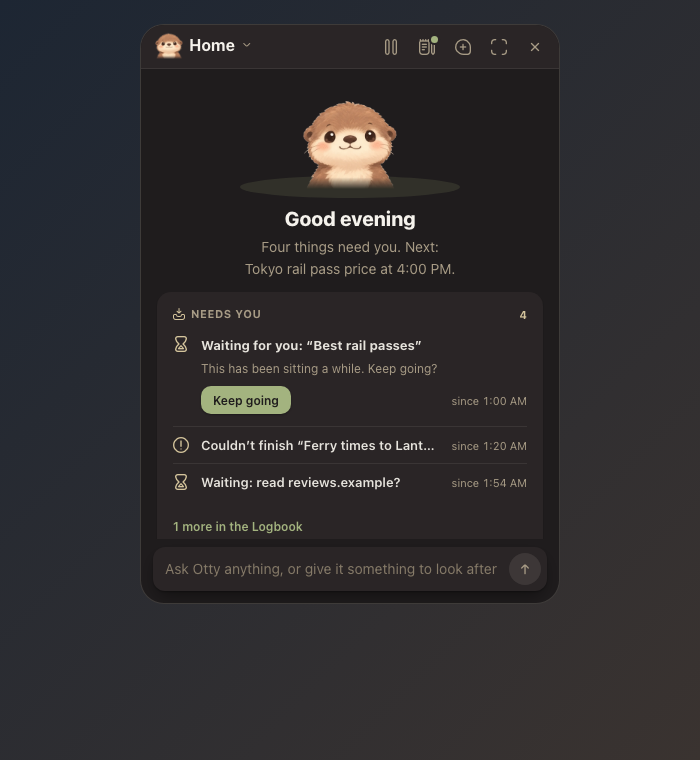 Home
Good evening
Four things need you. Next:
Tokyo rail pass price at 4:00 PM.
NEEDS YOU 4
Waiting for you: “Best rail passes”
This has been sitting a while. Keep going?
Keep going since 1:00 AM
Couldn’t finish “Ferry times to Lant... since 1:20 AM
Waiting: read reviews.example? since 1:54 AM
1 more in the Logbook
Ask Otty anything, or give it something to look after